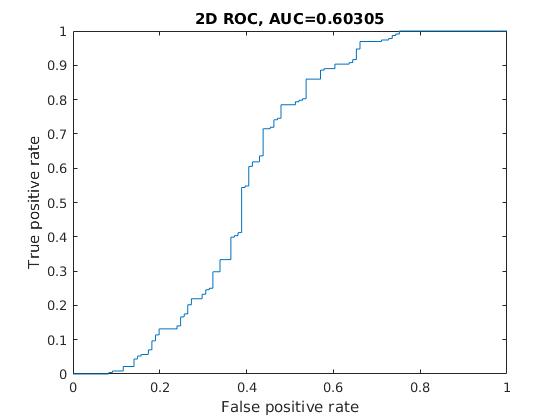 2D ROC, AUC=0.60305
1
0.9
0.8
0.7
0.6
0.5
0.4
0.3
0.2
0.1
0
True positive rate
0 0.2 0.4 0.6 0.8 1
False positive rate